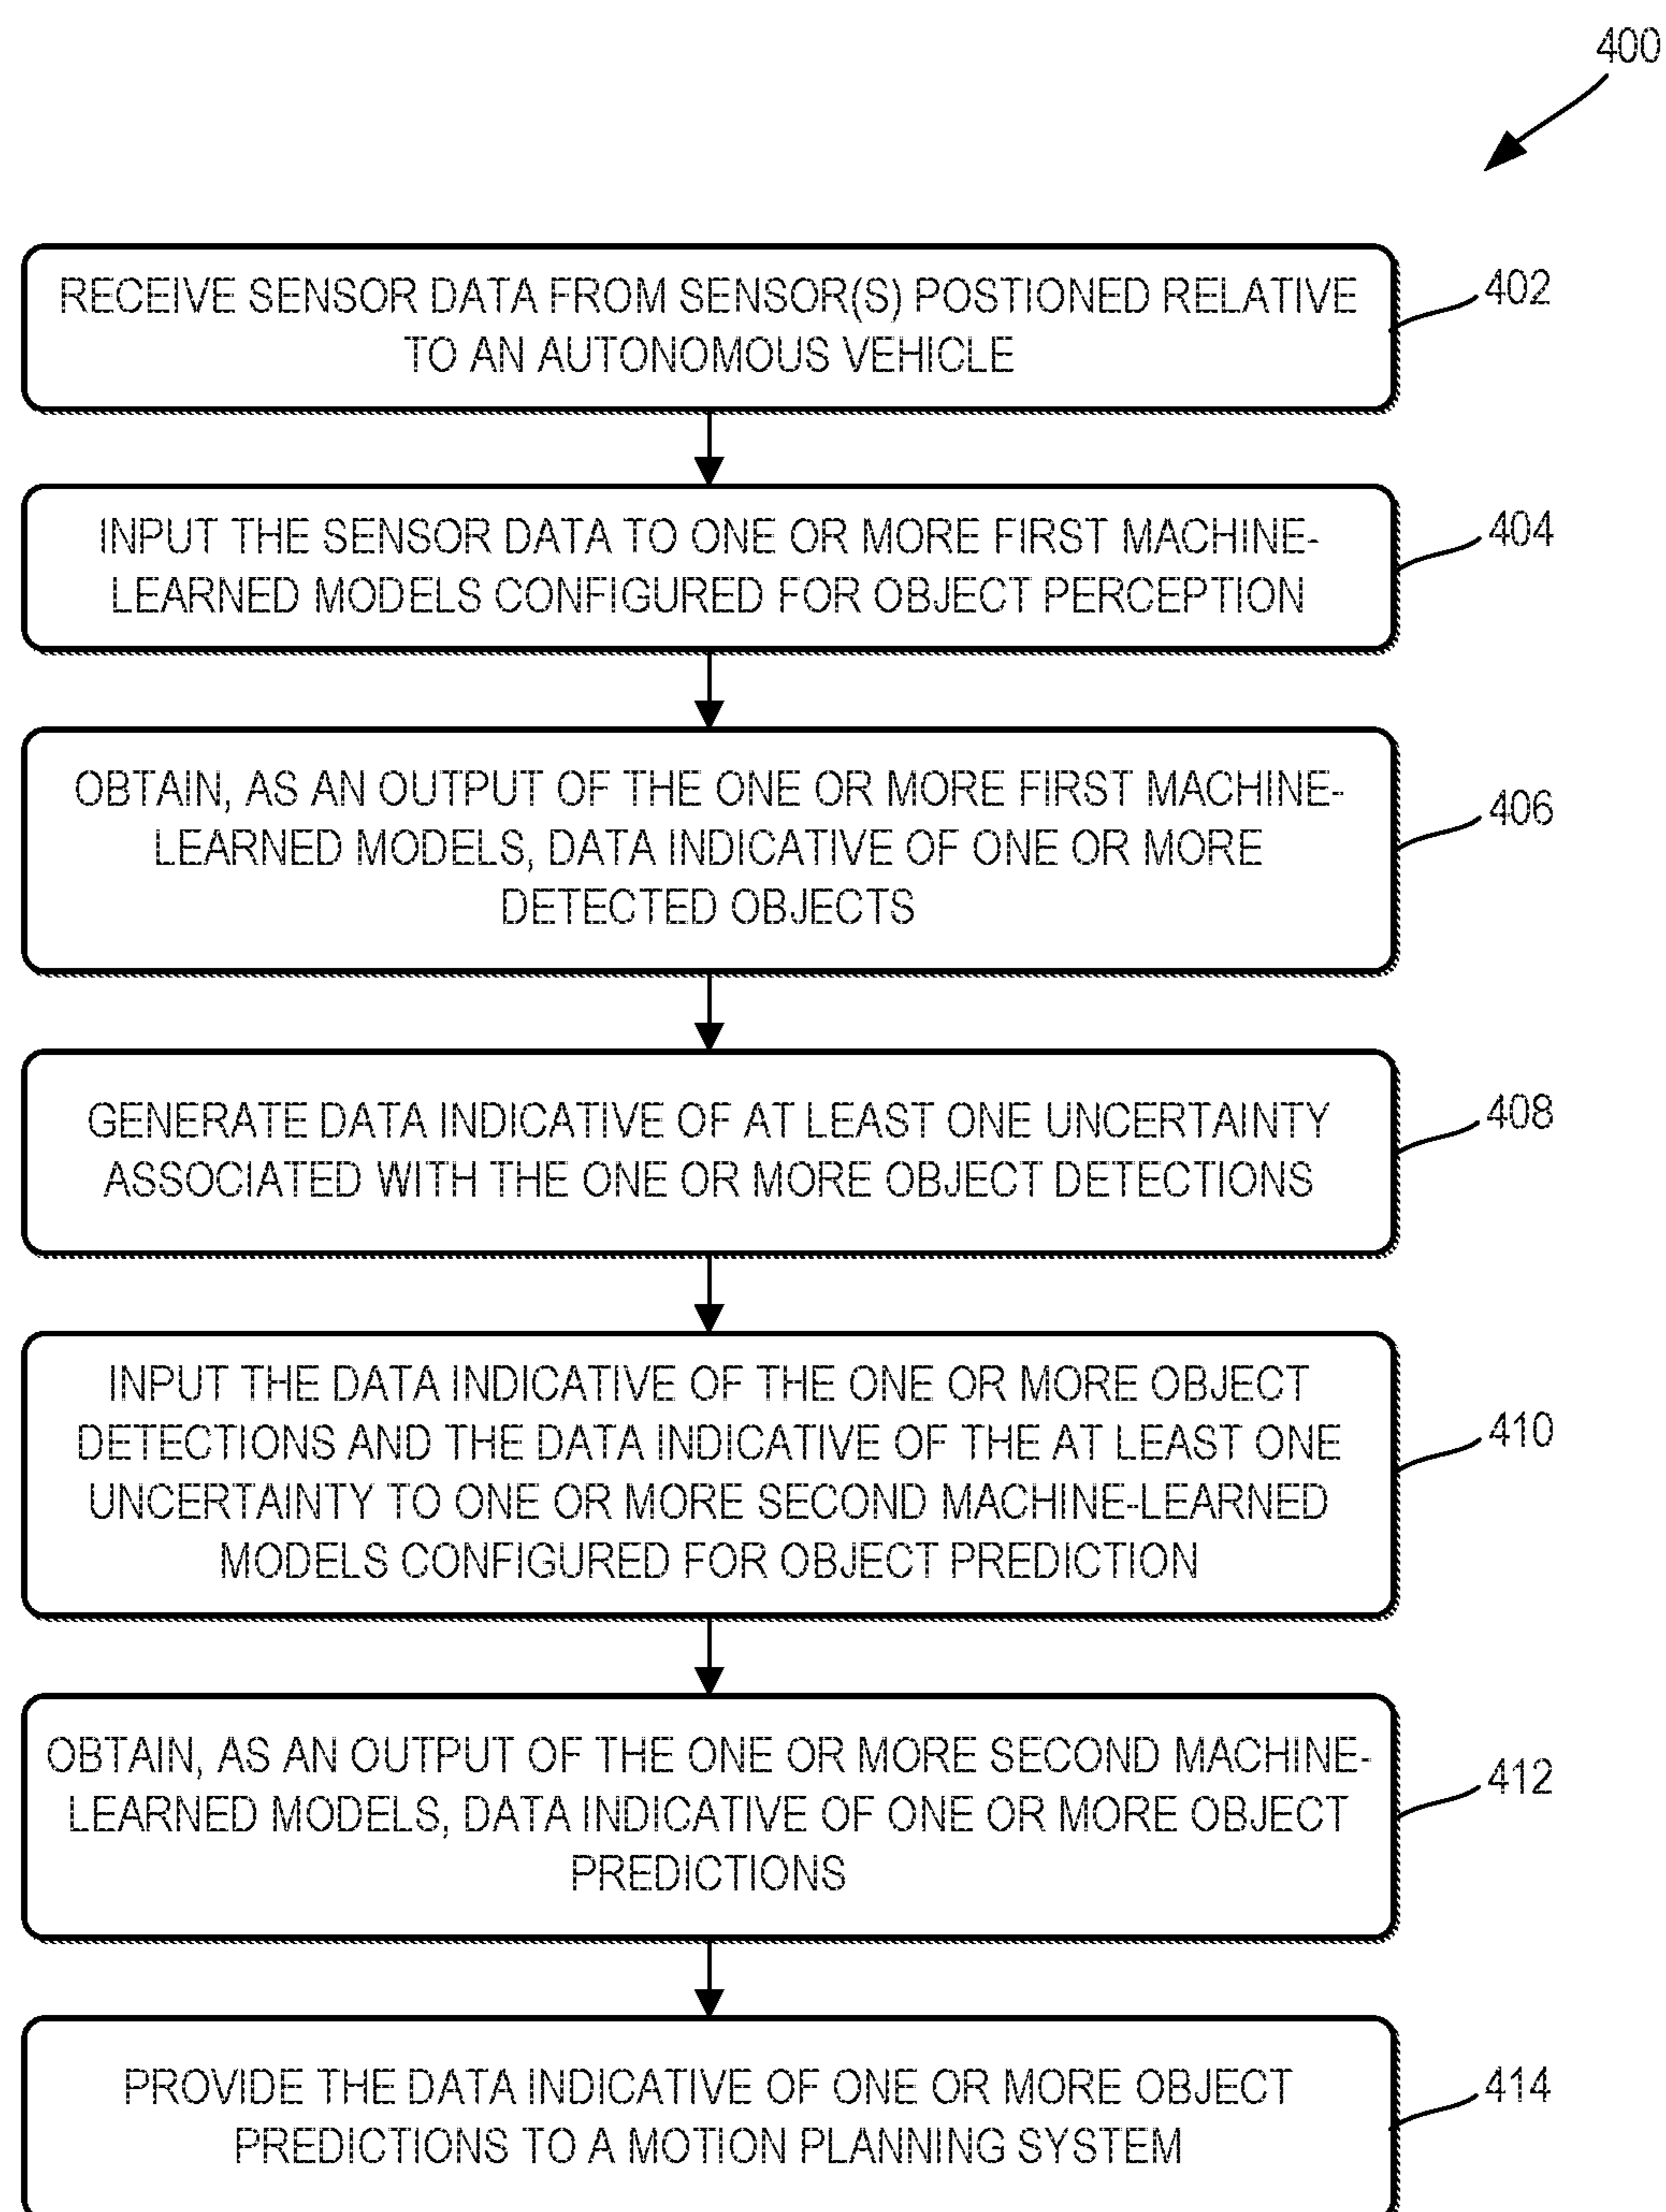 400
RECEIVE SENSOR DATA FROM SENSOR(S) POSTIONED RELATIVE
TO AN AUTONOMOUS VEHICLE
402
INPUT THE SENSOR DATA TO ONE OR MORE FIRST MACHINE-
LEARNED MODELS CONFIGURED FOR OBJECT PERCEPTION
404
OBTAIN, AS AN OUTPUT OF THE ONE OR MORE FIRST MACHINE-
LEARNED MODELS, DATA INDICATIVE OF ONE OR MORE
DETECTED OBJECTS
406
GENERATE DATA INDICATIVE OF AT LEAST ONE UNCERTAINTY
ASSOCIATED WITH THE ONE OR MORE OBJECT DETECTIONS
408
INPUT THE DATA INDICATIVE OF THE ONE OR MORE OBJECT
DETECTIONS AND THE DATA INDICATIVE OF THE AT LEAST ONE
UNCERTAINTY TO ONE OR MORE SECOND MACHINE-LEARNED
MODELS CONFIGURED FOR OBJECT PREDICTION
410
OBTAIN, AS AN OUTPUT OF THE ONE OR MORE SECOND MACHINE-
LEARNED MODELS, DATA INDICATIVE OF ONE OR MORE OBJECT
PREDICTIONS
412
PROVIDE THE DATA INDICATIVE OF ONE OR MORE OBJECT
PREDICTIONS TO A MOTION PLANNING SYSTEM
414